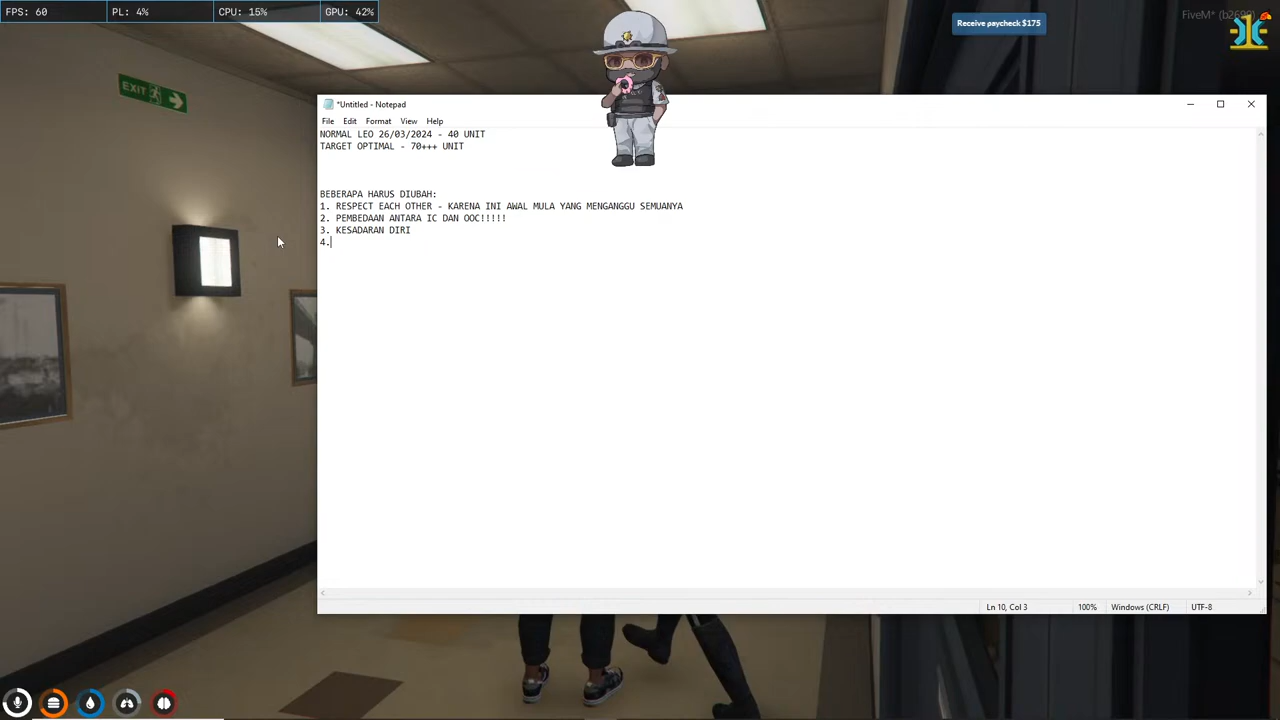 FPS: 60 PL: 4% CPU: 15% GPU: 42%
Receive paycheck $175
EXIT
*Untitled - Notepad
File Edit Format View Help
NORMAL LEO 26/03/2024 - 40 UNIT
TARGET OPTIMAL - 70+++ UNIT
BEBERAPA HARUS DIUBAH:
1. RESPECT EACH OTHER - KARENA INI AWAL MULA YANG MENGANGGU SEMUANYA
2. PEMBEDAAN ANTARA IC DAN OOC!!!!!
3. KESADARAN DIRI
4.
Ln 10, Col 3 100% Windows (CRLF) UTF-8